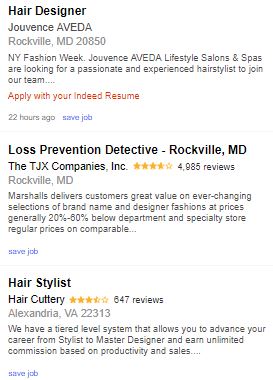 Hair Designer
Jouvence AVEDA
Rockville, MD 20850
NY Fashion Week. Jouvence AVEDA Lifestyle Salons & Spas
are looking for a passionate and experienced hairstylist to join
our team....
Apply with your Indeed Resume
22 hours ago save job
Loss Prevention Detective - Rockville, MD
The TJX Companies, Inc. 4,985 reviews
Rockville, MD
Marshalls delivers customers great value on ever-changing
selections of brand name and designer fashions at prices
generally 20%-60% below department and specialty store
regular prices on comparable...
save job
Hair Stylist
Hair Cuttery 647 reviews
Alexandria, VA 22313
We have a tiered level system that allows you to advance your
career from Stylist to Master Designer and earn unlimited
commission based on productivity and sales....
save job